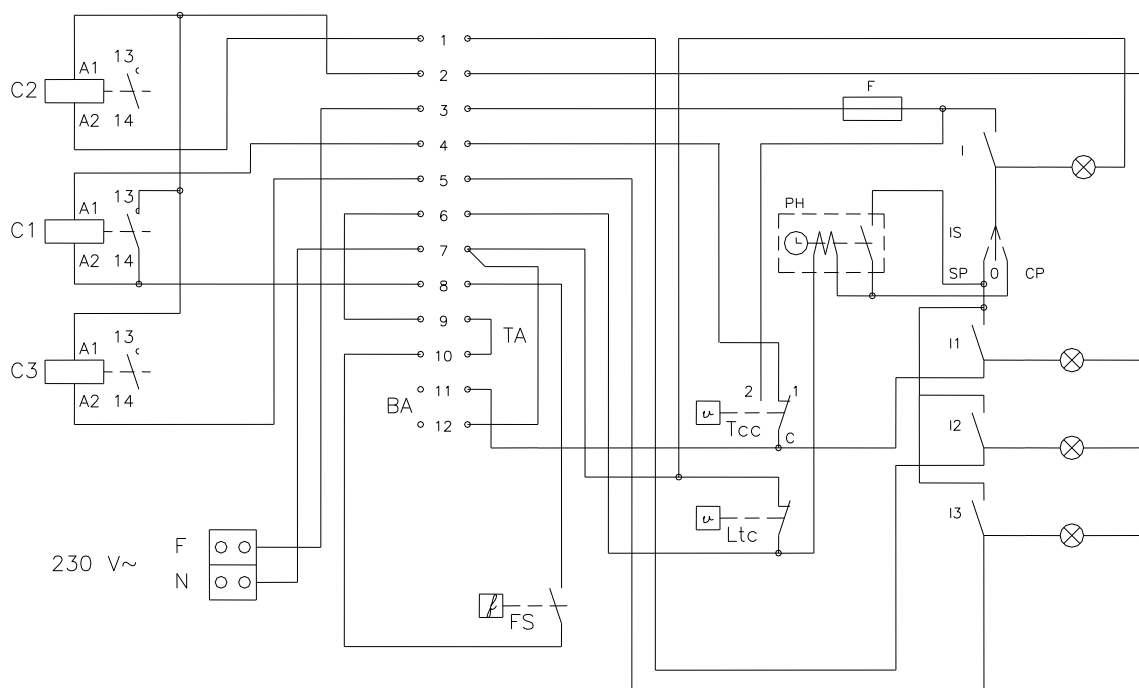 13
A1
C2
A2 14
13
A1
C1
A2 14
13
A1
C3
A2 14
1
2
3
4
5
6
7
8
9
10
11
12
TA
BA
F
I
PH
IS
SP 0 CP
I1
2 1
Tcc
C
I2
Ltc
I3
F
230 V~
N
FS